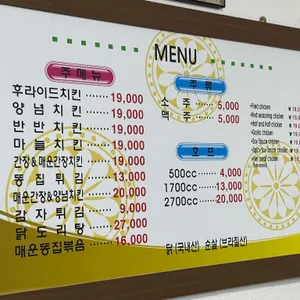 MENU
주메뉴
후라이드치킨 19,000
양념치킨 19,000
반반치킨 19,000
마늘치킨 19,000
간장&매운간장치킨 19,000
똥집튀김 16,000
매운간장&양념치킨 20,000
감자튀김 9,000
닭도리탕 27,000
매운똥집볶음 16,000
주류
소주 5,000
맥주 5,000
호프
500cc 4,000
1700cc 13,000
2700cc 20,000
닭(국내산) 순살(브라질산)